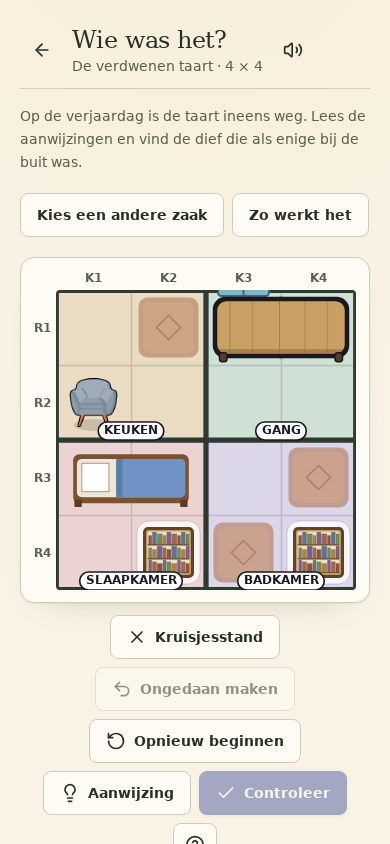 Wie was het?
De verdwenen taart · 4 × 4
Op de verjaardag is de taart ineens weg. Lees de
aanwijzingen en vind de dief die als enige bij de
buit was.
Kies een andere zaak
Zo werkt het
K1 K2 K3 K4
R1
R2
KEUKEN GANG
R3
R4
SLAAPKAMER BADKAMER
Kruisjesstand
Ongedaan maken
Opnieuw beginnen
Aanwijzing
Controleer